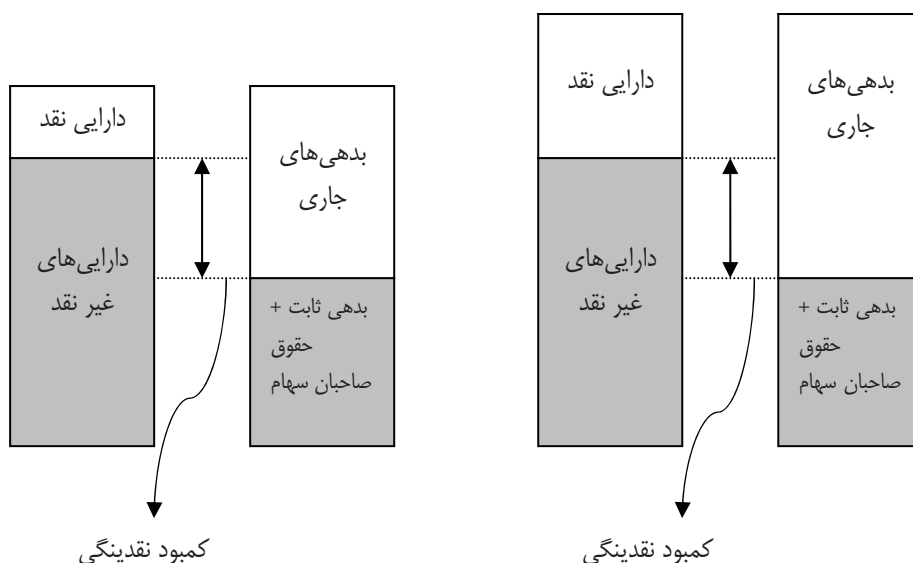 دارایی نقد
بدهی‌های
جاری
دارایی‌های
غیر نقد
بدهی ثابت +
حقوق
صاحبان سهام
کمبود نقدینگی
دارایی نقد
بدهی‌های
جاری
دارایی‌های
غیر نقد
بدهی ثابت +
حقوق
صاحبان سهام
کمبود نقدینگی